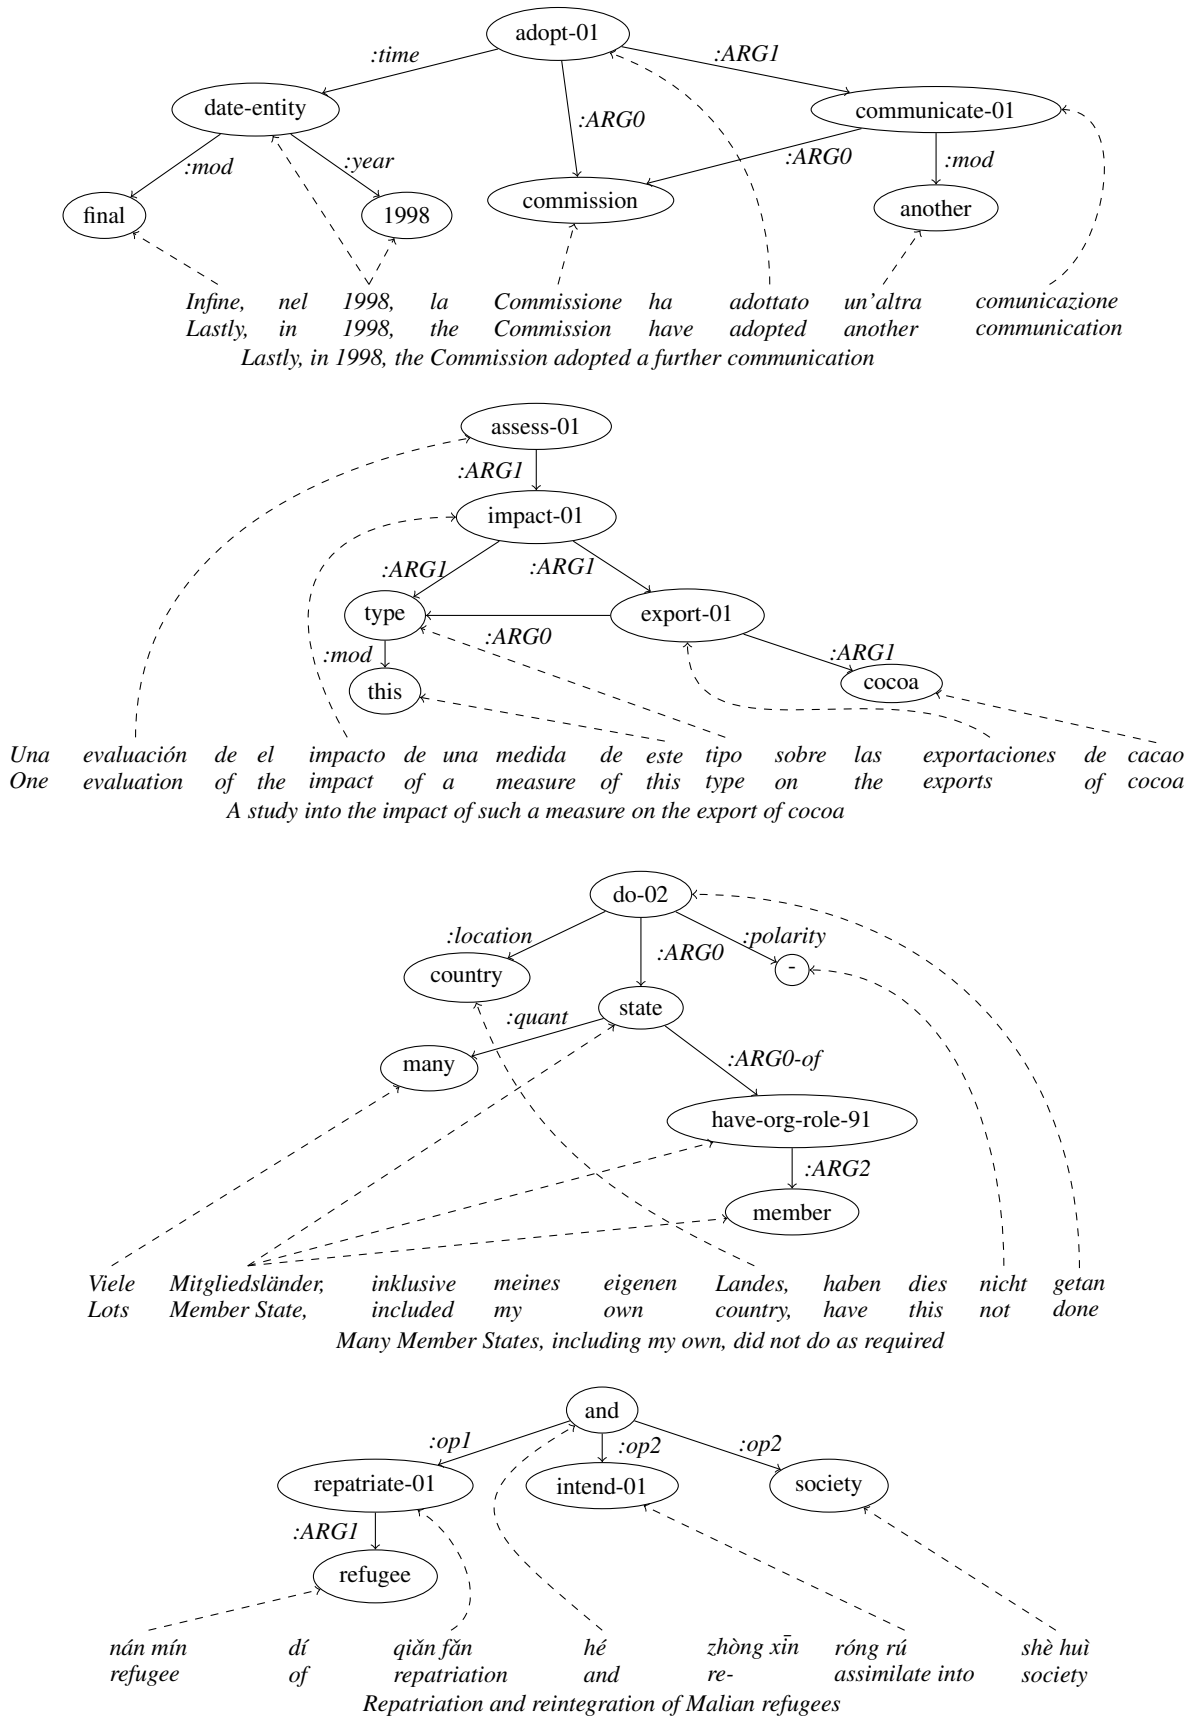 adopt-01
:time
:ARG1
date-entity
communicate-01
:ARG0
:ARG0
:mod
:year
:mod
final
1998
commission
another
Infine, nel 1998, la Commissione ha adottato un'altra comunicazione
Lastly, in 1998, the Commission have adopted another communication
Lastly, in 1998, the Commission adopted a further communication
assess-01
:ARG1
impact-01
:ARG1
:ARG1
type
export-01
:ARG0
:mod
:ARG1
this
cocoa
Una evaluación de el impacto de una medida de este tipo sobre las exportaciones de cacao
One evaluation of the impact of a measure of this type on the exports of cocoa
A study into the impact of such a measure on the export of cocoa
do-02
:location
:ARG0
:polarity
country
-
state
:quant
many
:ARG0-of
have-org-role-91
:ARG2
member
Viele Mitgliedsländer, inklusive meines eigenen Landes, haben dies nicht getan
Lots Member State, included my own country, have this not done
Many Member States, including my own, did not do as required
and
:op1
:op2
:op2
repatriate-01
intend-01
society
:ARG1
refugee
nán mín dí qiǎn fǎn hé zhòng xīn róng rú shè huì
refugee of repatriation and re- assimilate into society
Repatriation and reintegration of Malian refugees